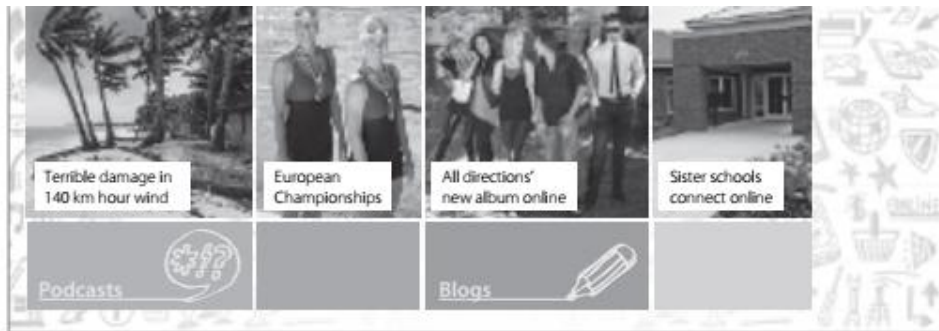 Terrible damage in
140 km hour wind
European
Championships
All directions'
new album online
Sister schools
connect online
*#!?
Podcasts
Blogs
ONLINE